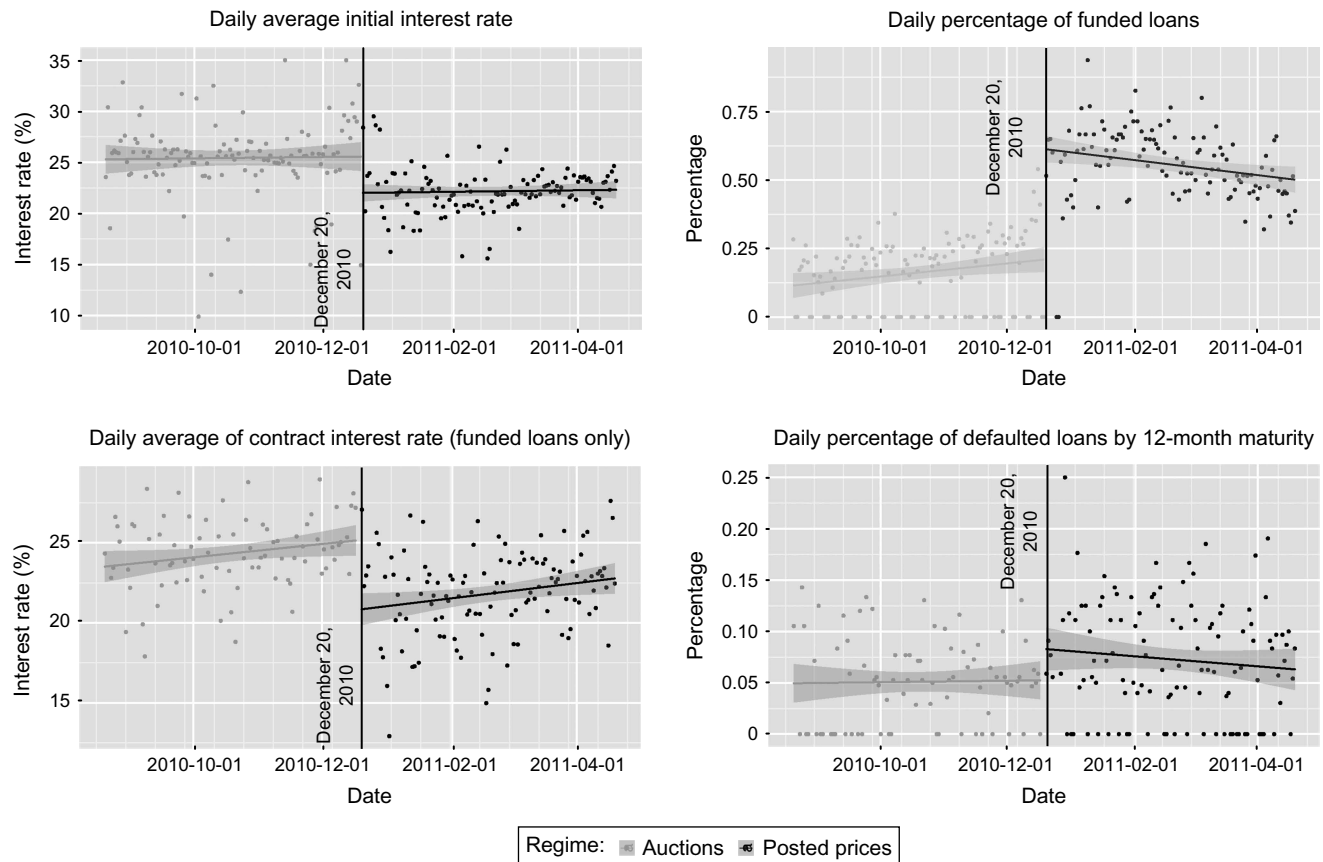 Daily average initial interest rate
Interest rate (%)
35
30
25
20
15
10
December 20,
2010
2010-10-01
2010-12-01
2011-02-01
2011-04-01
Date
Daily percentage of funded loans
Percentage
0.75
0.50
0.25
0
December 20,
2010
2010-10-01
2010-12-01
2011-02-01
2011-04-01
Date
Daily average of contract interest rate (funded loans only)
Interest rate (%)
25
20
15
December 20,
2010
2010-10-01
2010-12-01
2011-02-01
2011-04-01
Date
Daily percentage of defaulted loans by 12-month maturity
Percentage
0.25
0.20
0.15
0.10
0.05
0
December 20,
2010
2010-10-01
2010-12-01
2011-02-01
2011-04-01
Date
Regime: Auctions Posted prices